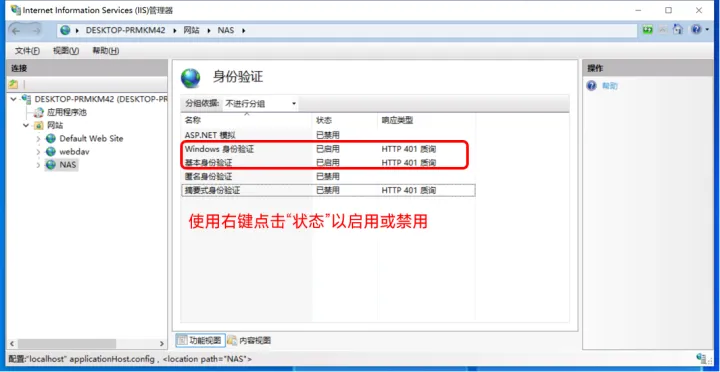 Internet Information Services (IIS)管理器
DESKTOP-PRMKM42 ▸ 网站 ▸ NAS ▸
文件(F) 视图(V) 帮助(H)
连接
DESKTOP-PRMKM42 (DESKTOP-PR
应用程序池
网站
Default Web Site
webdav
NAS
身份验证
分组依据: 不进行分组
名称 状态 响应类型
ASP.NET 模拟 已禁用
Windows 身份验证 已启用 HTTP 401 质询
基本身份验证 已启用 HTTP 401 质询
匿名身份验证 已禁用
摘要式身份验证 已禁用 HTTP 401 质询
使用右键点击“状态”以启用或禁用
功能视图 内容视图
操作
帮助
配置:"localhost" applicationHost.config , <location path="NAS">